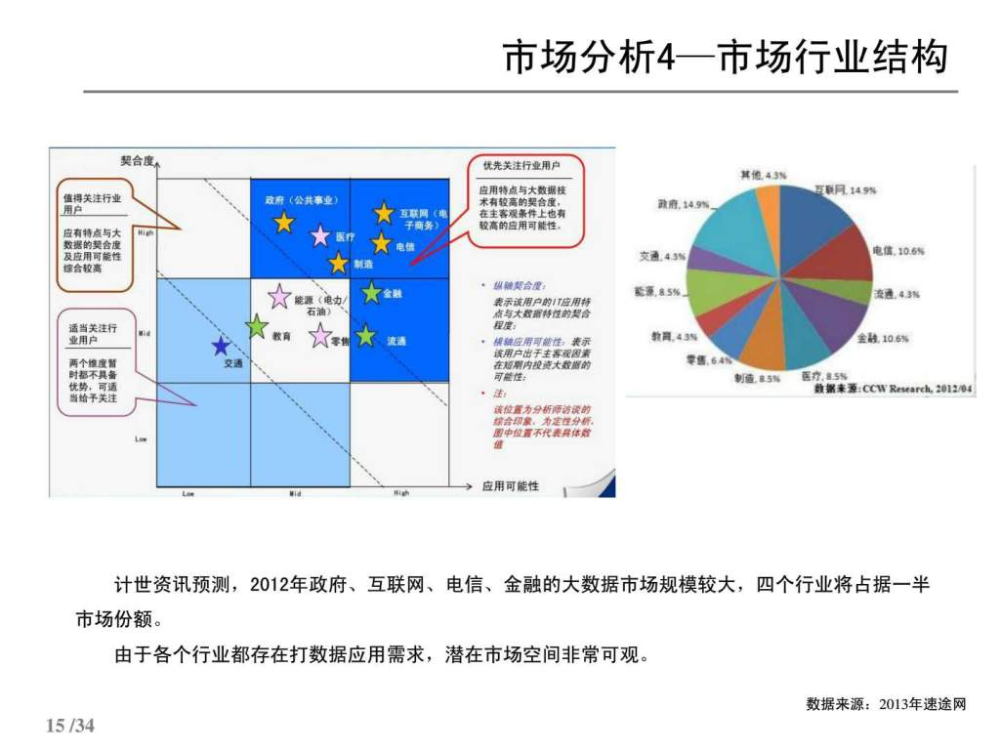 市场分析4—市场行业结构
契合度
值得关注行业
用户
应有特点与大
数据的契合度
及应用可能性
综合较高
适当关注行
业用户
两个维度暂
时都不具备
优势，可适
当给予关注
High
Mid
Low
政府（公共事业）
医疗
制造
互联网（电
子商务）
电信
能源（电力/
石油）
金融
教育
零售
流通
交通
Low
Mid
High
应用可能性
优先关注行业用户
应用特点与大数据技
术有较高的契合度，
在主客观条件上也有
较高的应用可能性。
• 纵轴契合度：
表示该用户的IT应用特
点与大数据特性的契合
程度；
• 横轴应用可能性：表示
该用户出于主客观因素
在短期内投资大数据的
可能性；
• 注：
该位置为分析师访谈的
综合印象，为定性分析，
图中位置不代表具体数
值
其他, 4.3%
互联网, 14.9%
政府, 14.9%
电信, 10.6%
交通, 4.3%
流通, 4.3%
能源, 8.5%
金融, 10.6%
教育, 4.3%
零售, 6.4%
制造, 8.5%
医疗, 8.5%
数据来源:CCW Research, 2012/04
计世资讯预测，2012年政府、互联网、电信、金融的大数据市场规模较大，四个行业将占据一半
市场份额。
由于各个行业都存在打数据应用需求，潜在市场空间非常可观。
数据来源：2013年速途网
15 /34